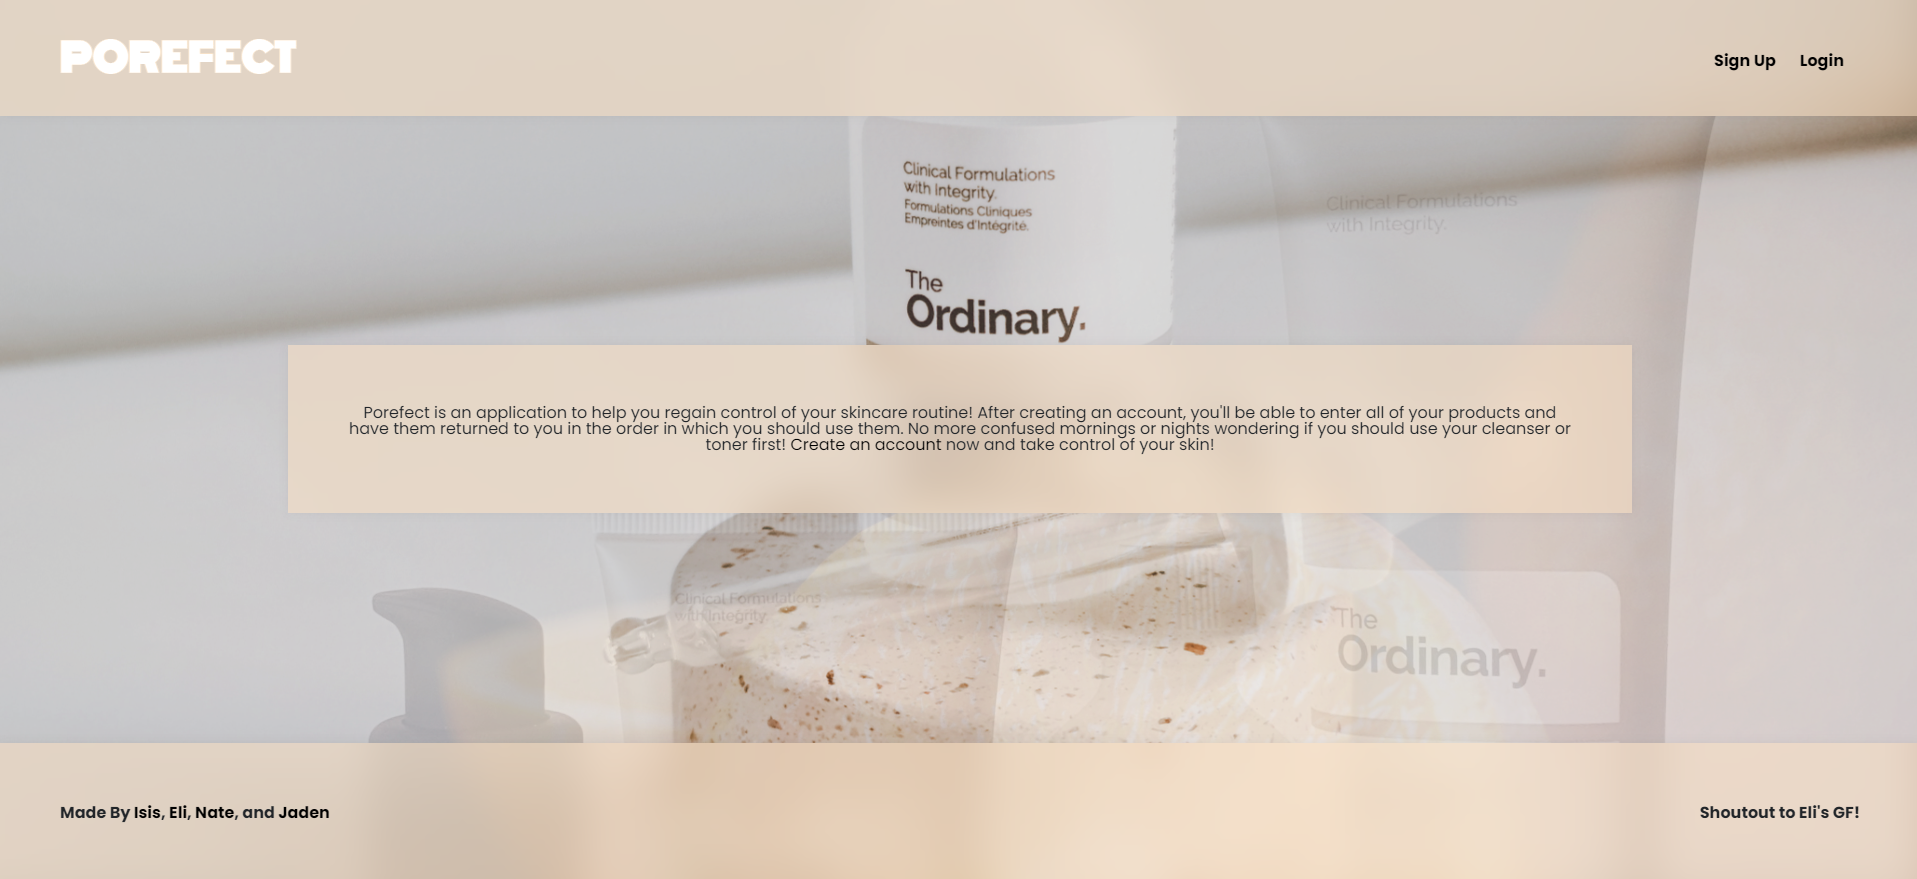 POREFECT
Sign Up Login
Clinical Formulations
with Integrity.
Formulations Cliniques
Empreintes d'Intégrité.
The
Ordinary.
Clinical Formulations
with Integrity.
Porefect is an application to help you regain control of your skincare routine! After creating an account, you'll be able to enter all of your products and
have them returned to you in the order in which you should use them. No more confused mornings or nights wondering if you should use your cleanser or
toner first! Create an account now and take control of your skin!
Clinical Formulations
with Integrity.
The
Ordinary.
Made By Isis, Eli, Nate, and Jaden
Shoutout to Eli's GF!